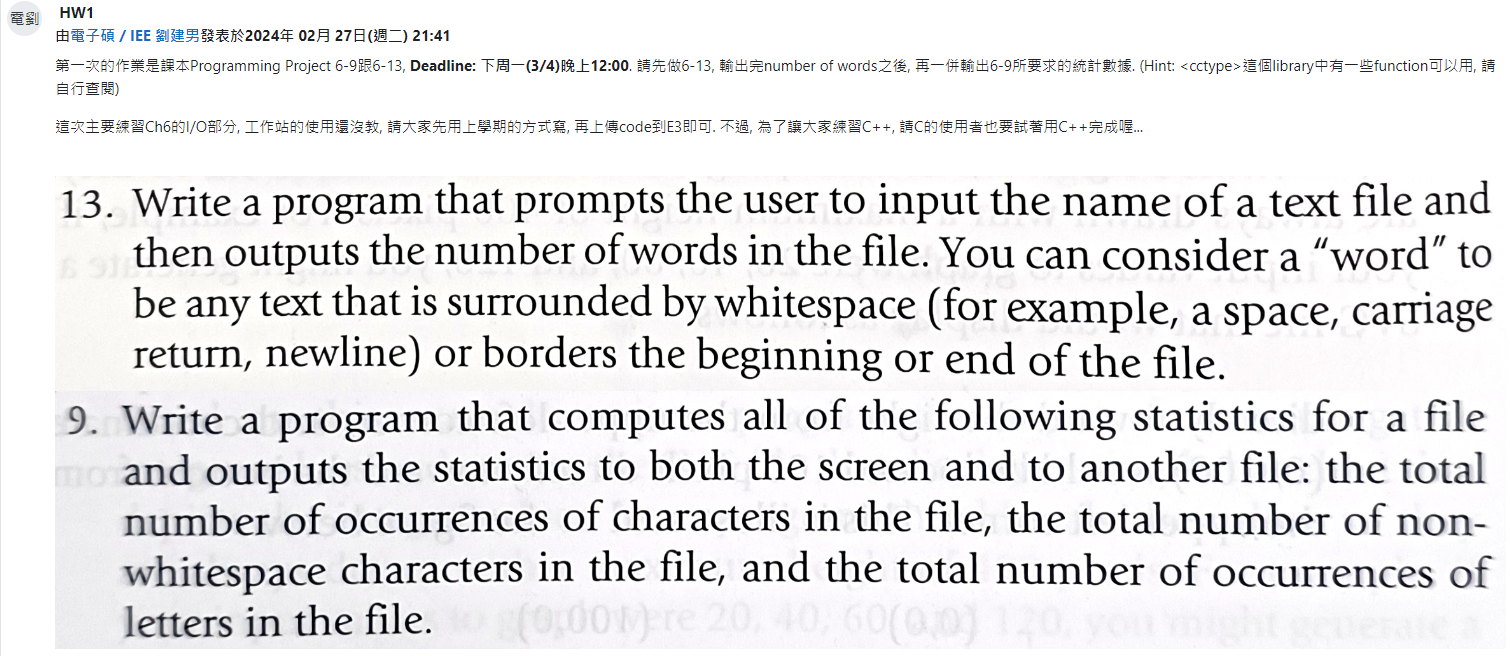 電劉
HW1
由電子碩 / IEE 劉建男發表於2024年 02月 27日(週二) 21:41
第一次的作業是課本Programming Project 6-9跟6-13, Deadline: 下周一(3/4)晚上12:00. 請先做6-13, 輸出完number of words之後, 再一併輸出6-9所要求的統計數據. (Hint: <cctype>這個library中有一些function可以用, 請
自行查閱)
這次主要練習Ch6的I/O部分, 工作站的使用還沒教, 請大家先用上學期的方式寫, 再上傳code到E3即可. 不過, 為了讓大家練習C++, 請C的使用者也要試著用C++完成喔...
13. Write a program that prompts the user to input the name of a text file and
then outputs the number of words in the file. You can consider a “word” to
be any text that is surrounded by whitespace (for example, a space, carriage
return, newline) or borders the beginning or end of the file.
9. Write a program that computes all of the following statistics for a file
and outputs the statistics to both the screen and to another file: the total
number of occurrences of characters in the file, the total number of non-
whitespace characters in the file, and the total number of occurrences of
letters in the file.